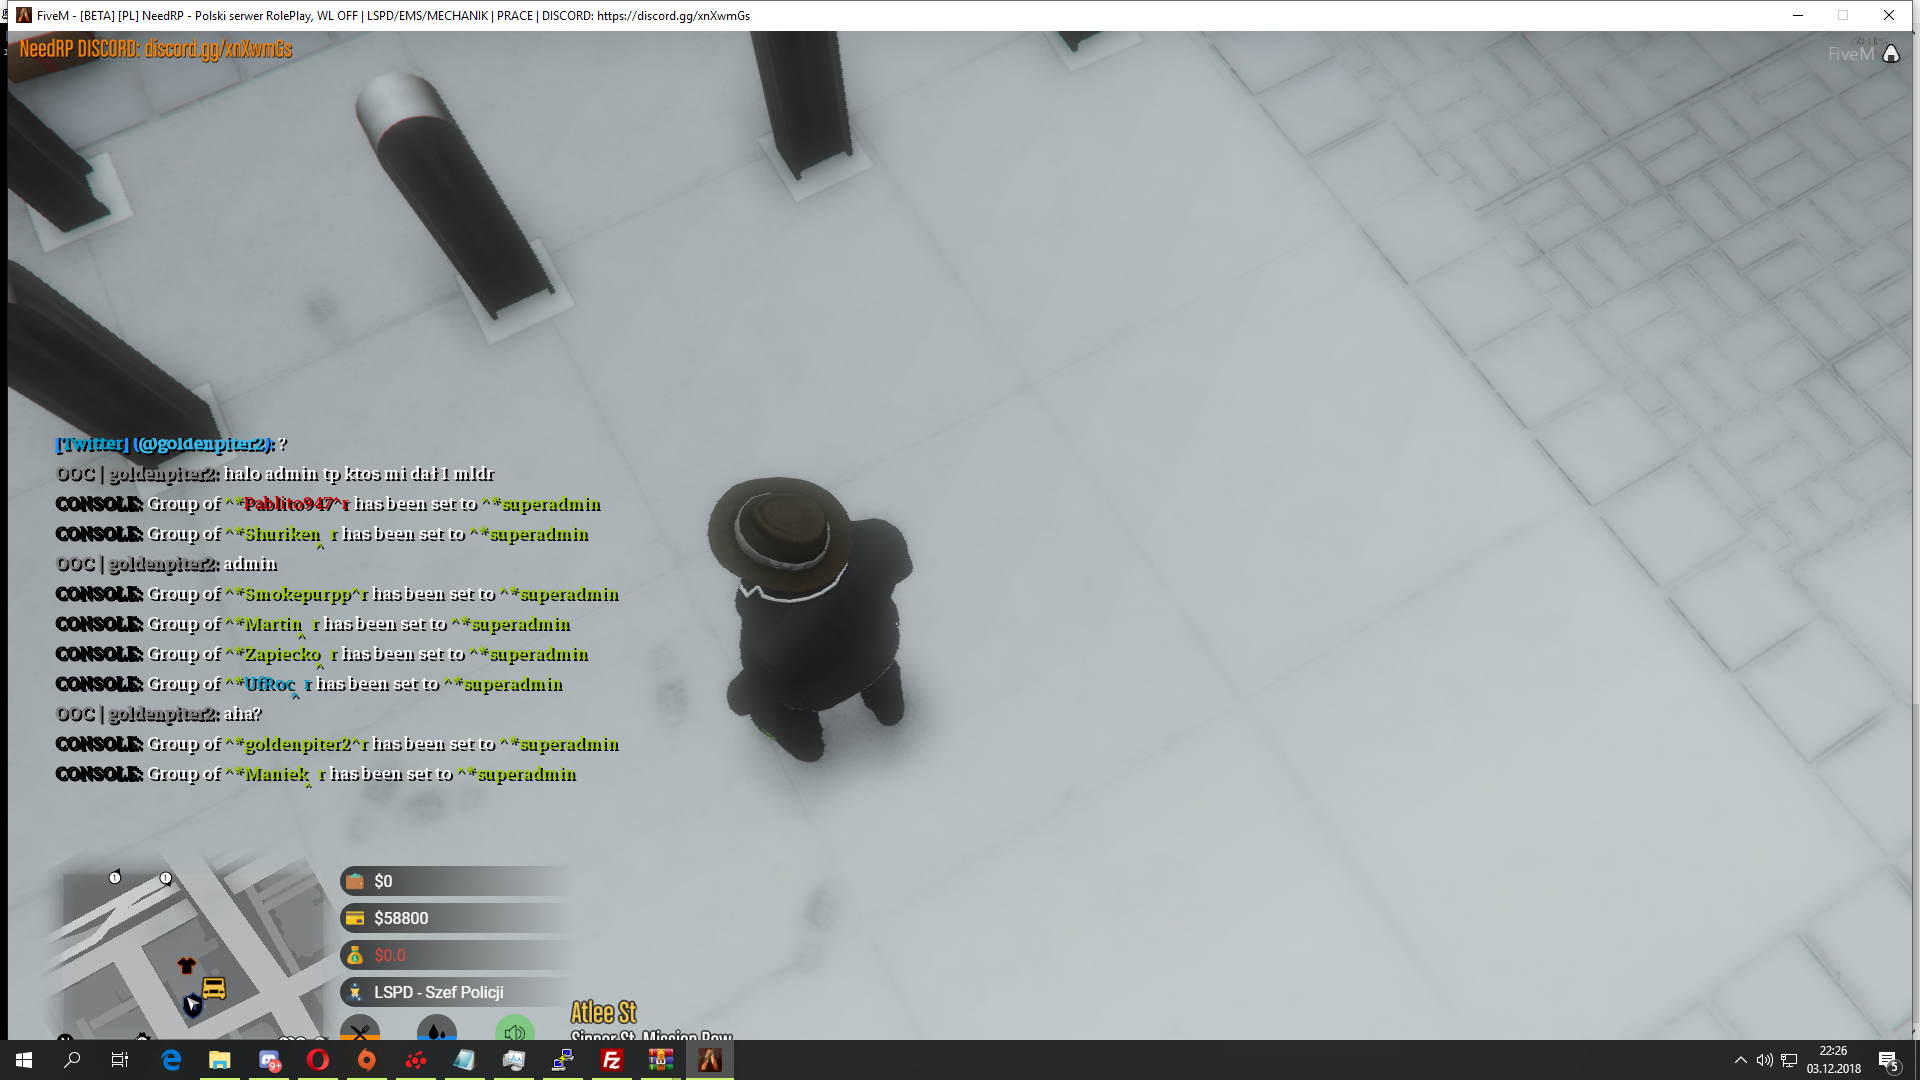 FiveM - [BETA] [PL] NeedRP - Polski serwer RolePlay, WL OFF | LSPD/EMS/MECHANIK | PRACE | DISCORD: https://discord.gg/xnXwmGs
NeedRP DISCORD: discord.gg/xnXwmGs
FiveM
[Twitter] (@goldenpiter2): ?
OOC | goldenpiter2: halo admin tp ktos mi dał 1 mldr
CONSOLE: Group of ^*Pablito947^r has been set to ^*superadmin
CONSOLE: Group of ^*Shuriken^r has been set to ^*superadmin
OOC | goldenpiter2: admin
CONSOLE: Group of ^*Smokepurpp^r has been set to ^*superadmin
CONSOLE: Group of ^*Martin^r has been set to ^*superadmin
CONSOLE: Group of ^*Zapiecko^r has been set to ^*superadmin
CONSOLE: Group of ^*UfRoc^r has been set to ^*superadmin
OOC | goldenpiter2: aha?
CONSOLE: Group of ^*goldenpiter2^r has been set to ^*superadmin
CONSOLE: Group of ^*Maniek^r has been set to ^*superadmin
1 1
$0
$58800
$0.0
LSPD - Szef Policji
Atlee St
Sinner St, Mission Row
9+
22:26
03.12.2018
5